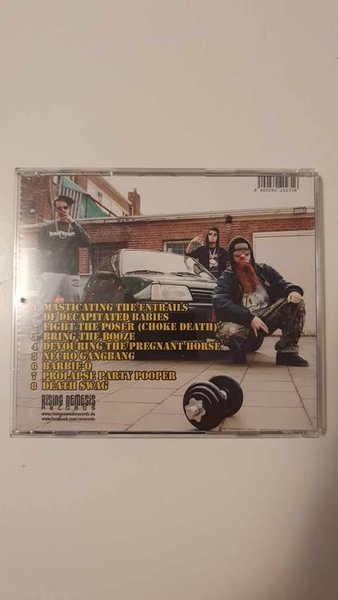 1 MASTICATING THE ENTRAILS
OF DECAPITATED BABIES
2 FIGHT THE POSER (CHOKE DEATH)
3 BRING THE BOOZE
4 DEVOURING THE PREGNANT HORSE
5 NECRO GANGBANG
6 BARBIE-Q
7 PROLAPSE PARTY POOPER
8 DEATH SWAG
RISING NEMESIS
RECORDS